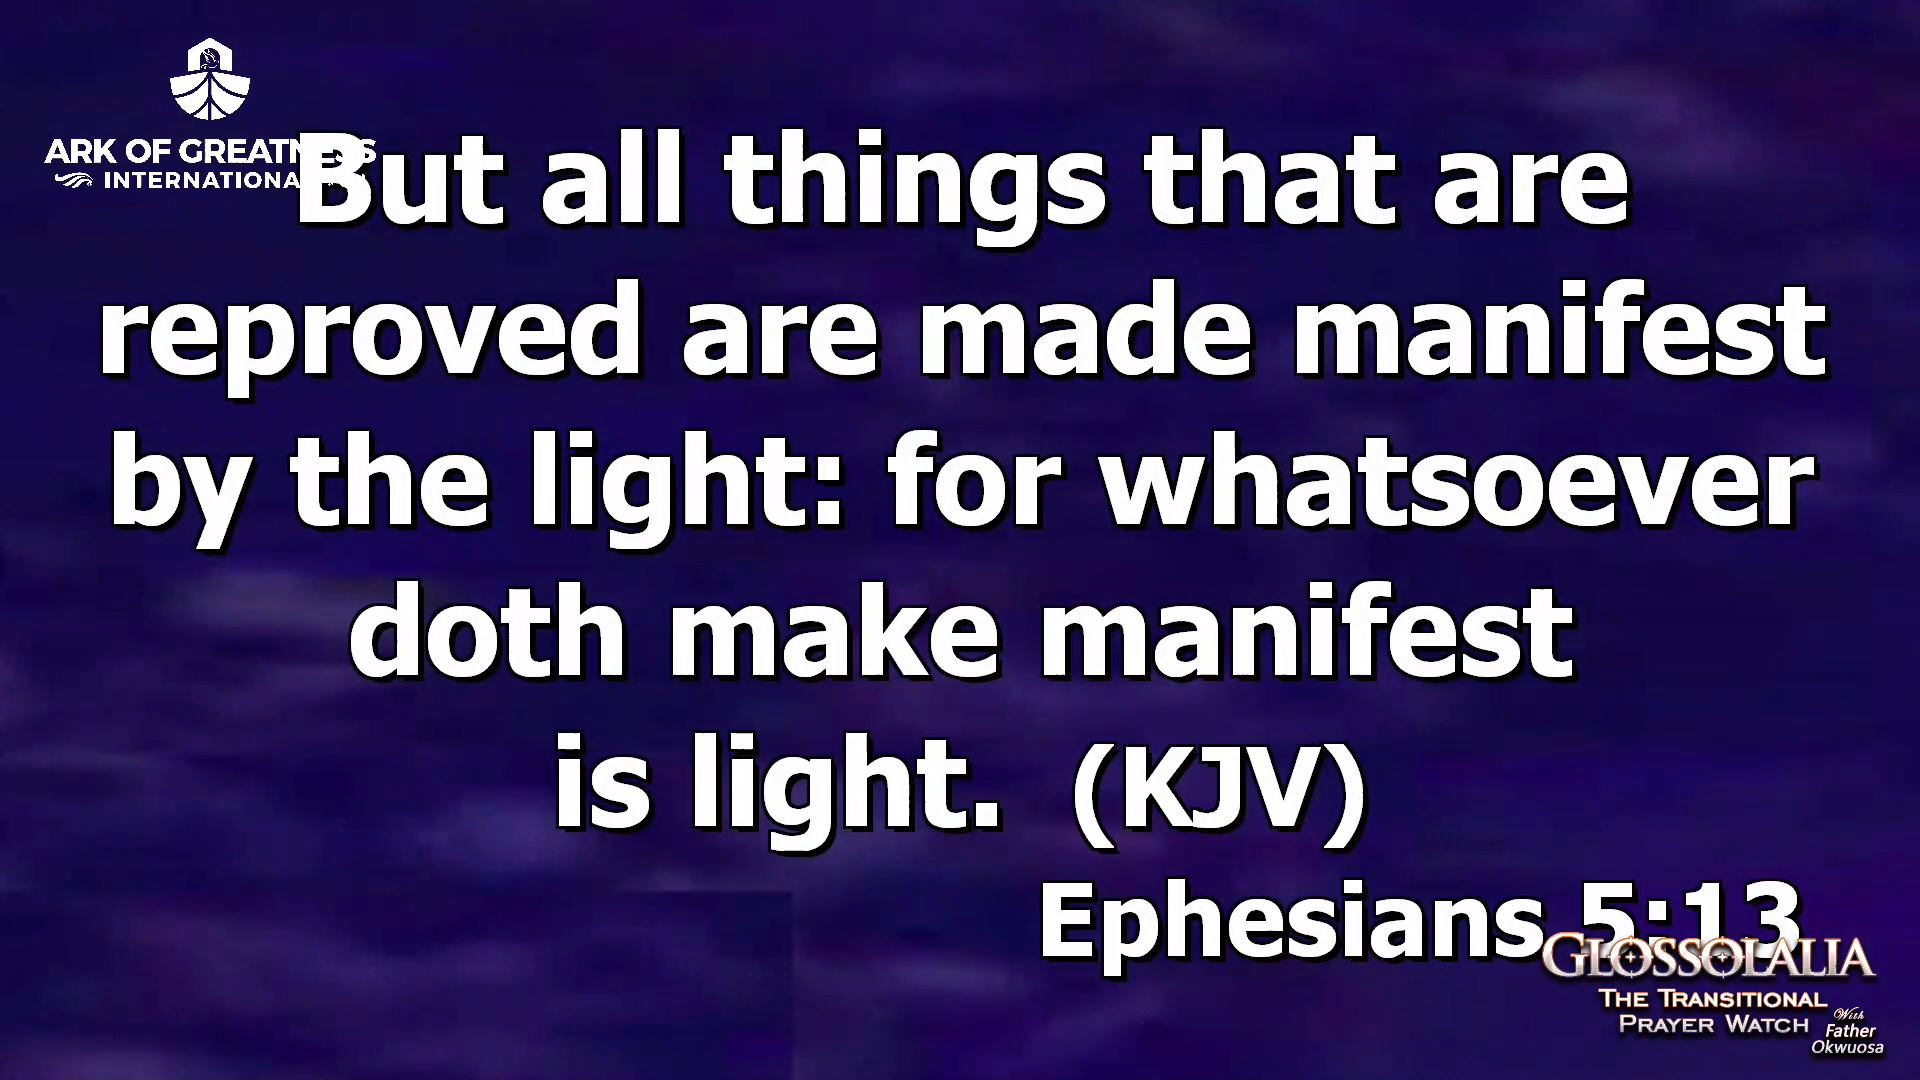 ARK OF GREATNESS
INTERNATIONAL
But all things that are
reproved are made manifest
by the light: for whatsoever
doth make manifest
is light. (KJV)
Ephesians 5:13
GLOSSOLALIA
THE TRANSITIONAL
PRAYER WATCH
With
Father
Okwuosa